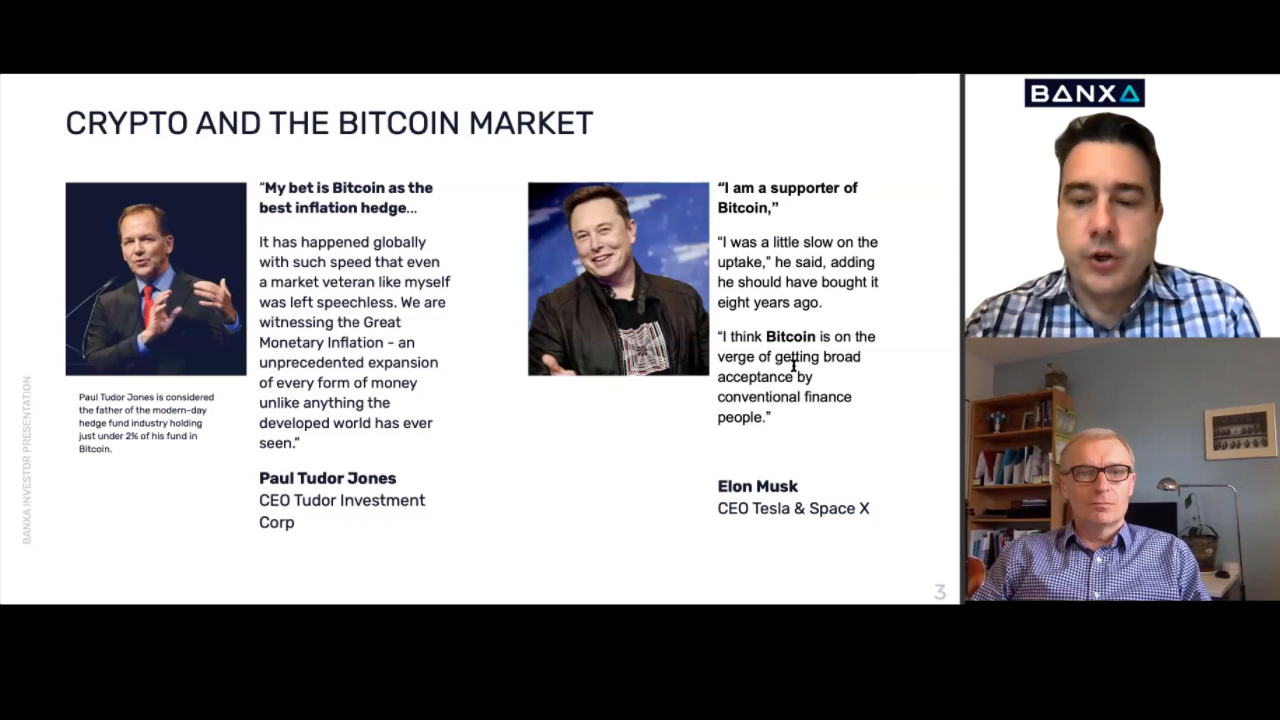 CRYPTO AND THE BITCOIN MARKET
"My bet is Bitcoin as the
best inflation hedge...
It has happened globally
with such speed that even
a market veteran like myself
was left speechless. We are
witnessing the Great
Monetary Inflation - an
unprecedented expansion
of every form of money
unlike anything the
developed world has ever
seen."
Paul Tudor Jones
CEO Tudor Investment
Corp
Paul Tudor Jones is considered
the father of the modern-day
hedge fund industry holding
just under 2% of his fund in
Bitcoin.
“I am a supporter of
Bitcoin,”
“I was a little slow on the
uptake,” he said, adding
he should have bought it
eight years ago.
“I think Bitcoin is on the
verge of getting broad
acceptance by
conventional finance
people.”
Elon Musk
CEO Tesla & Space X
BANXA INVESTOR PRESENTATION
3
BANXA